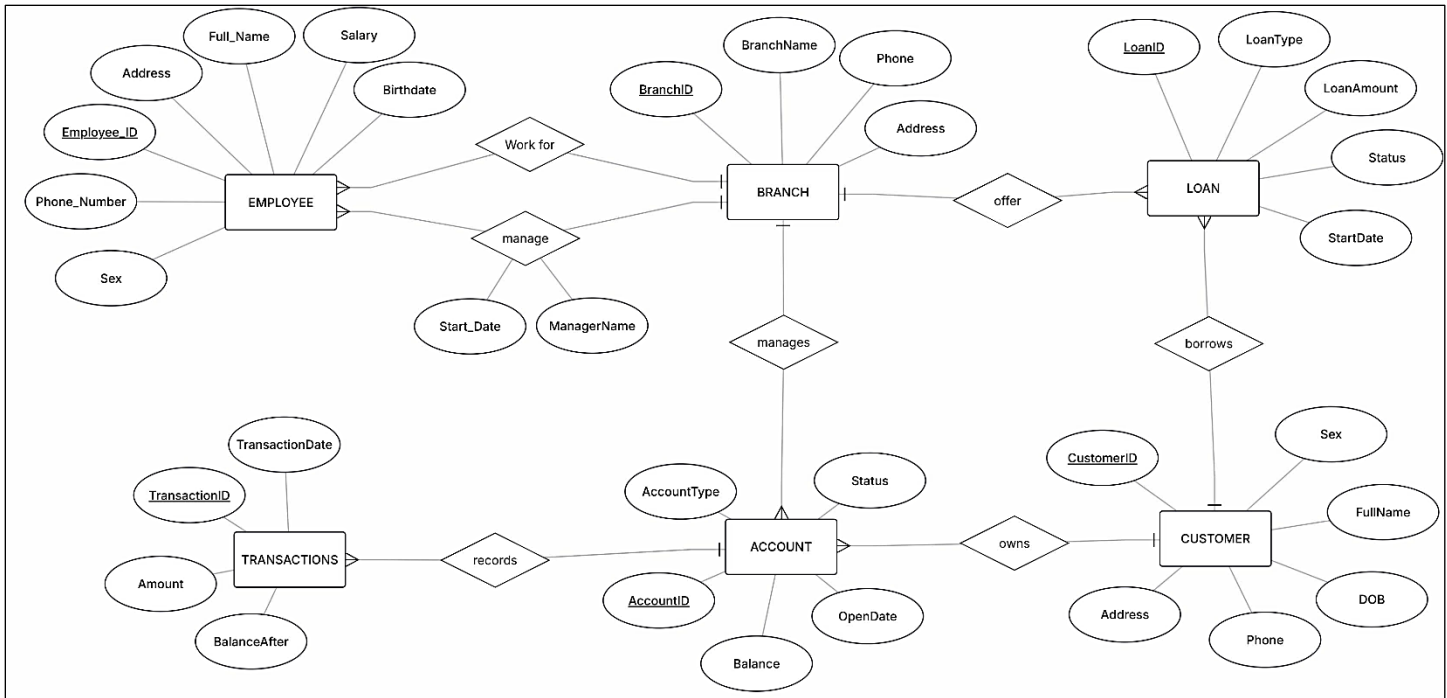 Full_Name
Salary
Address
Birthdate
Employee_ID
Phone_Number
EMPLOYEE
Sex
Work for
manage
Start_Date
ManagerName
BranchName
Phone
BranchID
Address
BRANCH
offer
LoanID
LoanType
LoanAmount
Status
LOAN
StartDate
manages
borrows
TransactionDate
TransactionID
TRANSACTIONS
Amount
BalanceAfter
records
AccountType
Status
ACCOUNT
AccountID
OpenDate
Balance
owns
Sex
CustomerID
FullName
CUSTOMER
DOB
Address
Phone